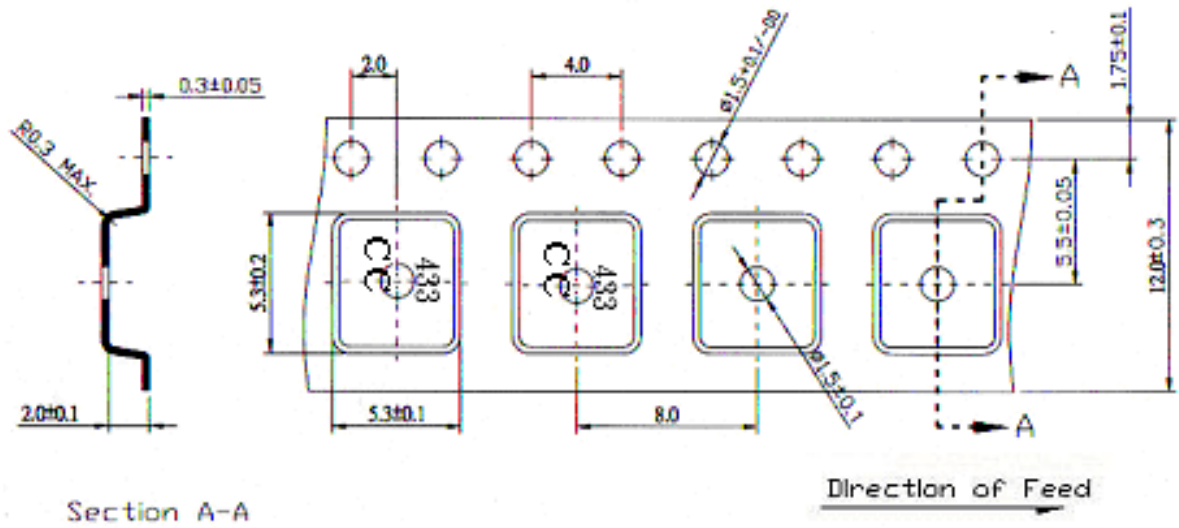 2.0
4.0
ø1.5+0.1/-00
A
1.75±0.1
0.3±0.05
R0.3 MAX.
5.3±0.2
Ce
433
Ce
433
5.5±0.05
12.0±0.3
ø1.5±0.1
2.0±0.1
5.3±0.1
8.0
A
Direction of Feed
Section A-A